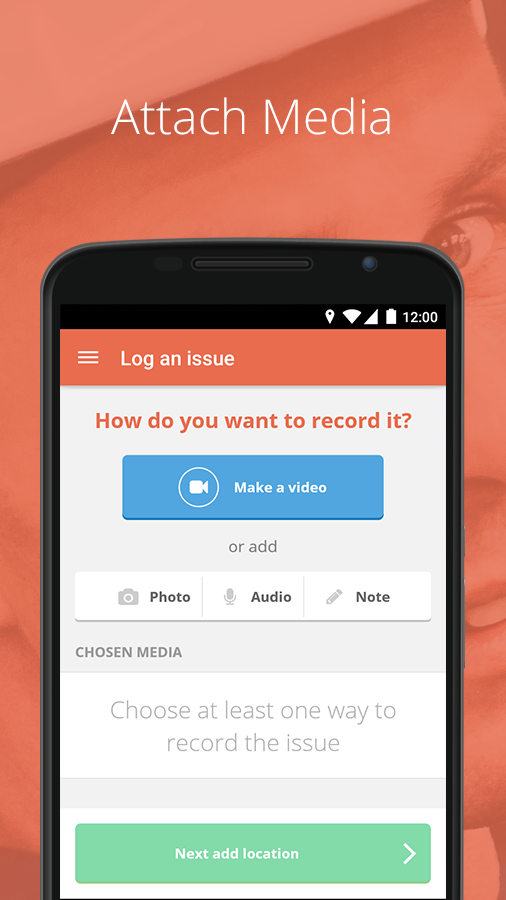 Attach Media
12:00
Log an issue
How do you want to record it?
Make a video
or add
Photo
Audio
Note
CHOSEN MEDIA
Choose at least one way to
record the issue
Next add location